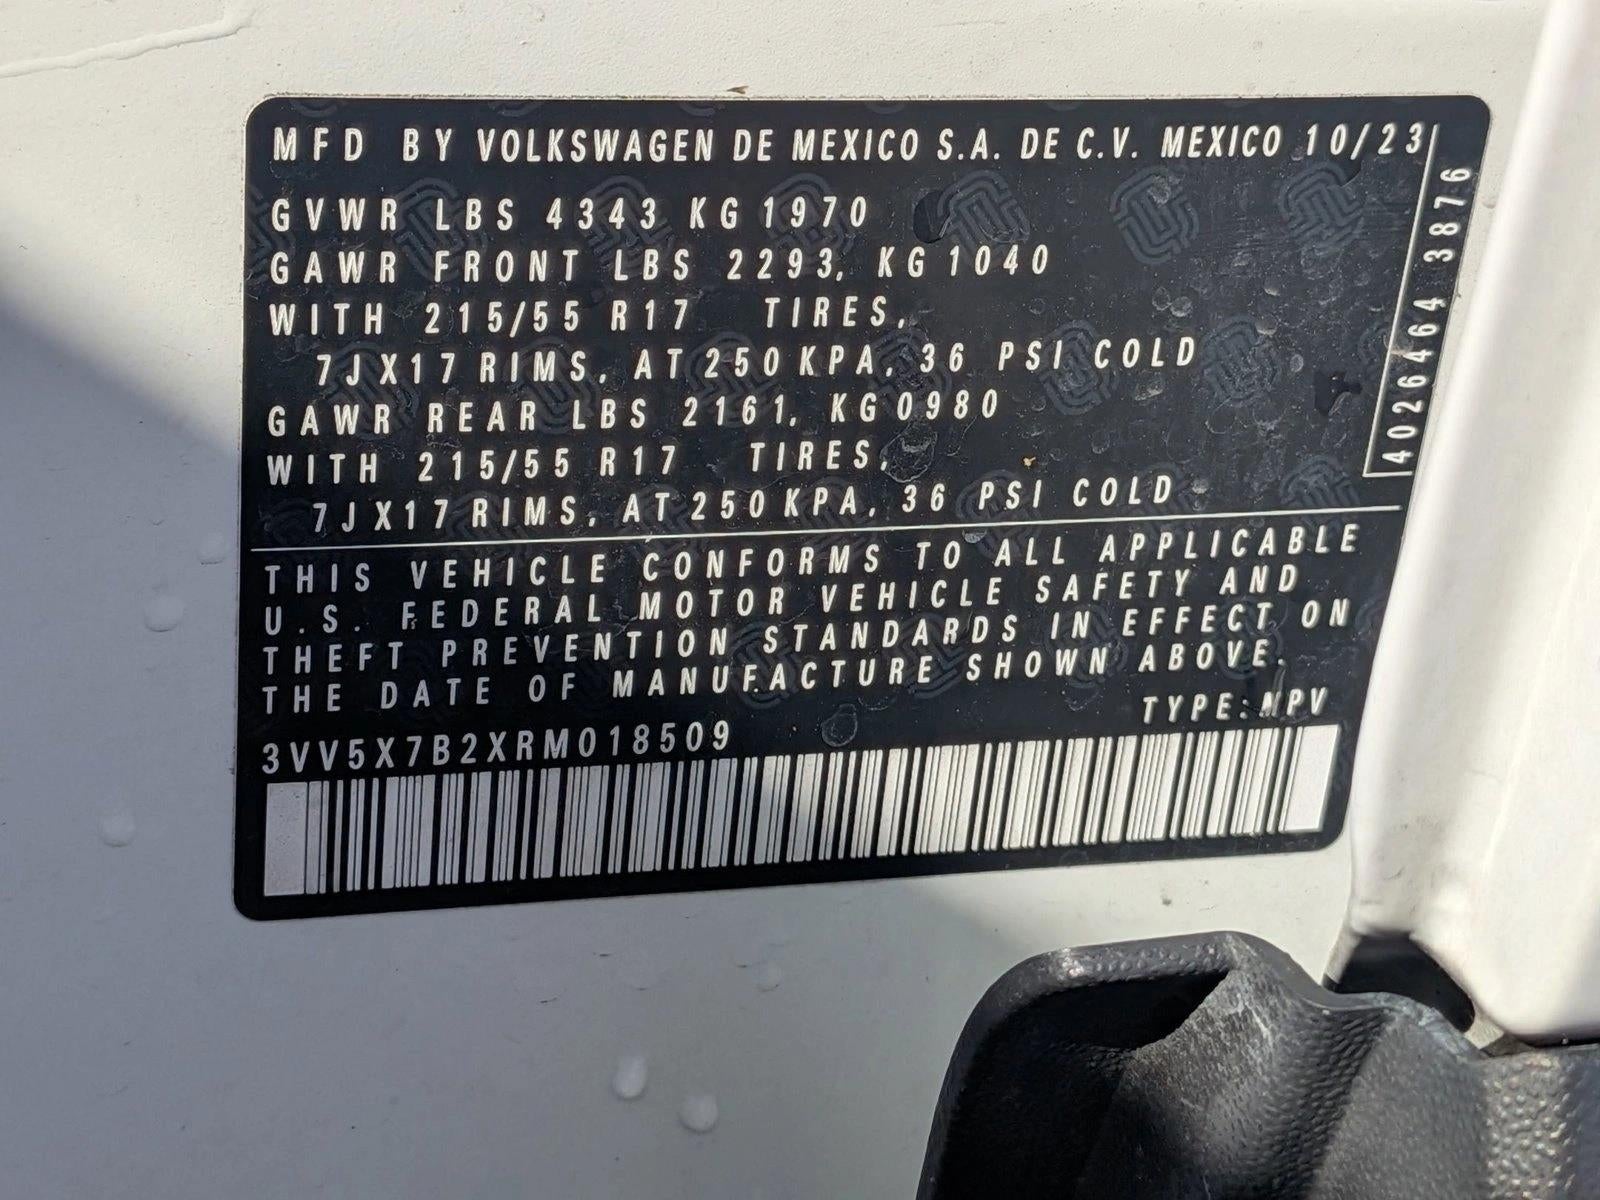 MFD BY VOLKSWAGEN DE MEXICO S.A. DE C.V. MEXICO 10/23
GVWR LBS 4343 KG 1970
GAWR FRONT LBS 2293, KG 1040
WITH 215/55 R17 TIRES,
7JX17 RIMS, AT 250 KPA, 36 PSI COLD
GAWR REAR LBS 2161, KG 0980
WITH 215/55 R17 TIRES,
7JX17 RIMS, AT 250 KPA, 36 PSI COLD
4026464 3876
THIS VEHICLE CONFORMS TO ALL APPLICABLE
U.S. FEDERAL MOTOR VEHICLE SAFETY AND
THEFT PREVENTION STANDARDS IN EFFECT ON
THE DATE OF MANUFACTURE SHOWN ABOVE.
TYPE: MPV
3VV5X7B2XRM018509